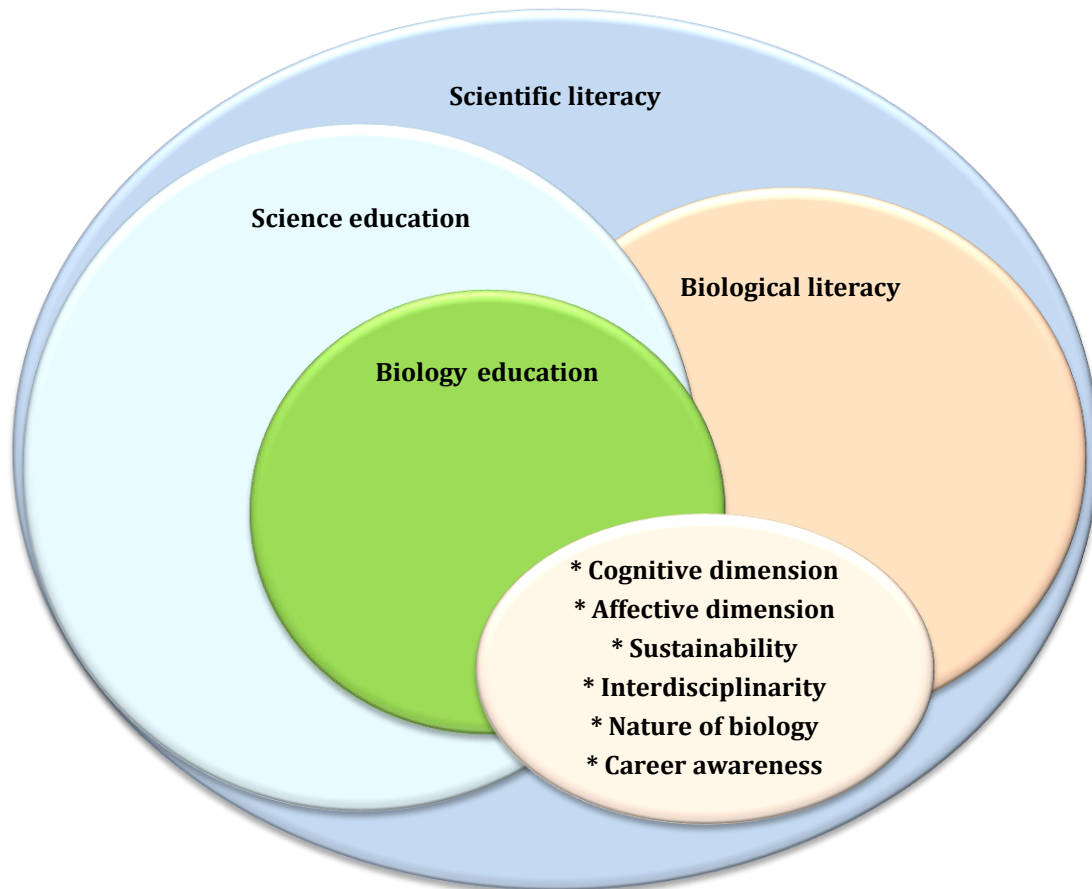 Scientific literacy
Science education
Biological literacy
Biology education
* Cognitive dimension
* Affective dimension
* Sustainability
* Interdisciplinarity
* Nature of biology
* Career awareness